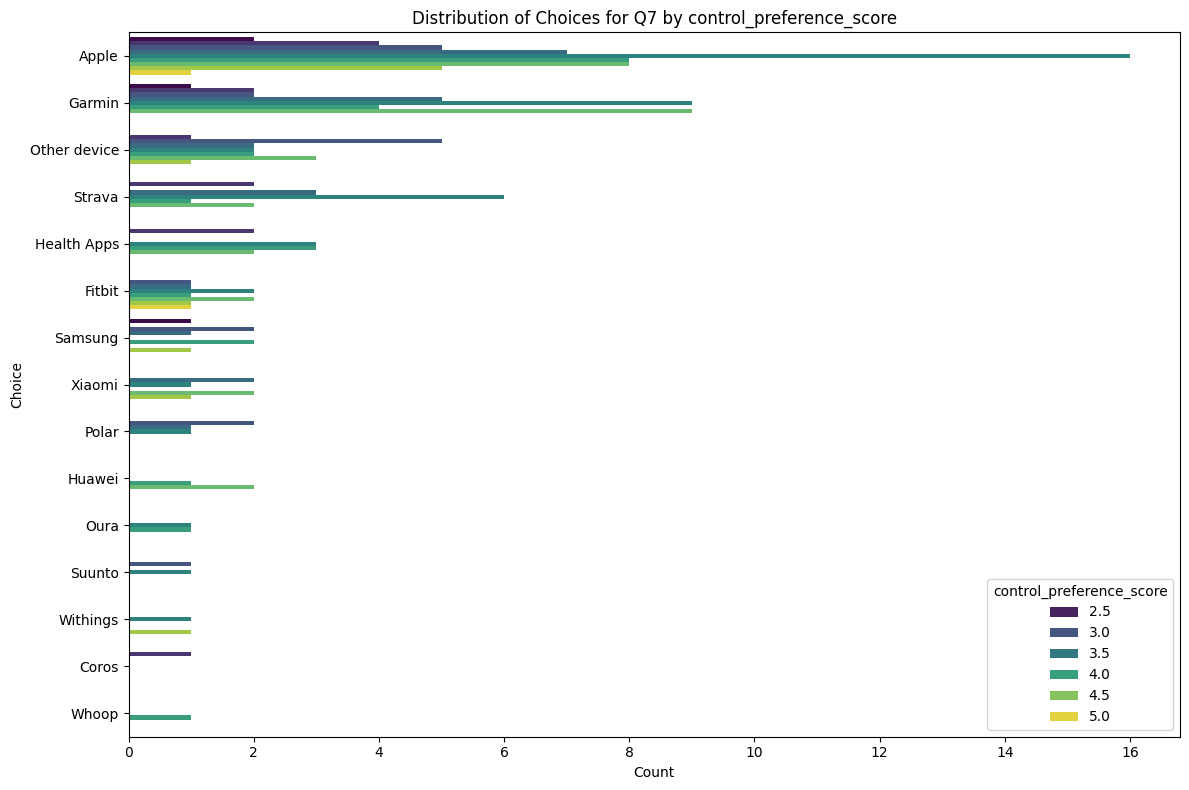 Distribution of Choices for Q7 by control_preference_score
Apple
Garmin
Other device
Strava
Health Apps
Fitbit
Samsung
Xiaomi
Polar
Huawei
Oura
Suunto
Withings
Coros
Whoop
Choice
0 2 4 6 8 10 12 14 16
Count
control_preference_score
2.5
3.0
3.5
4.0
4.5
5.0